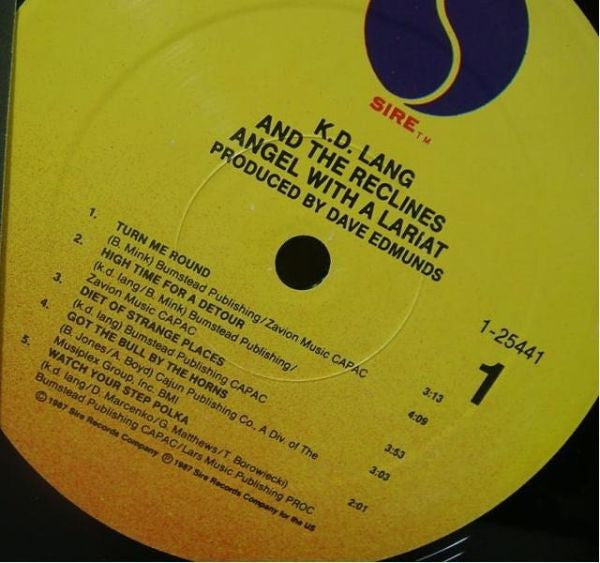 SIRE TM
K.D. LANG
AND THE RECLINES
ANGEL WITH A LARIAT
PRODUCED BY DAVE EDMUNDS
1-25441
1
1. TURN ME ROUND
(B. Mink) Bumstead Publishing/Zavion Music CAPAC 3:13
2. HIGH TIME FOR A DETOUR
(k.d. lang/B. Mink) Bumstead Publishing/
Zavion Music CAPAC 4:09
3. DIET OF STRANGE PLACES
(k.d. lang) Bumstead Publishing CAPAC 3:53
4. GOT THE BULL BY THE HORNS
(B. Jones/A. Boyd) Cajun Publishing Co., A Div. of The
Musiplex Group, Inc. BMI 3:03
5. WATCH YOUR STEP POLKA
(k.d. lang/D. Marcenko/G. Matthews/T. Borowiecki)
Bumstead Publishing CAPAC/Lars Music Publishing PROC 2:01
© 1987 Sire Records Company ℗ 1987 Sire Records Company for the US